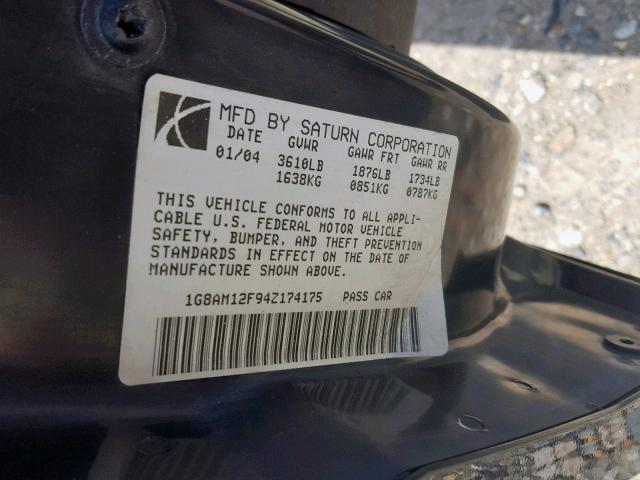 MFD BY SATURN CORPORATION
DATE GVWR GAWR FRT GAWR RR
01/04 3610LB 1876LB 1734LB
1638KG 0851KG 0787KG
THIS VEHICLE CONFORMS TO ALL APPLI-
CABLE U.S. FEDERAL MOTOR VEHICLE
SAFETY, BUMPER, AND THEFT PREVENTION
STANDARDS IN EFFECT ON THE DATE OF
MANUFACTURE SHOWN ABOVE.
1G8AM12F94Z174175 PASS CAR